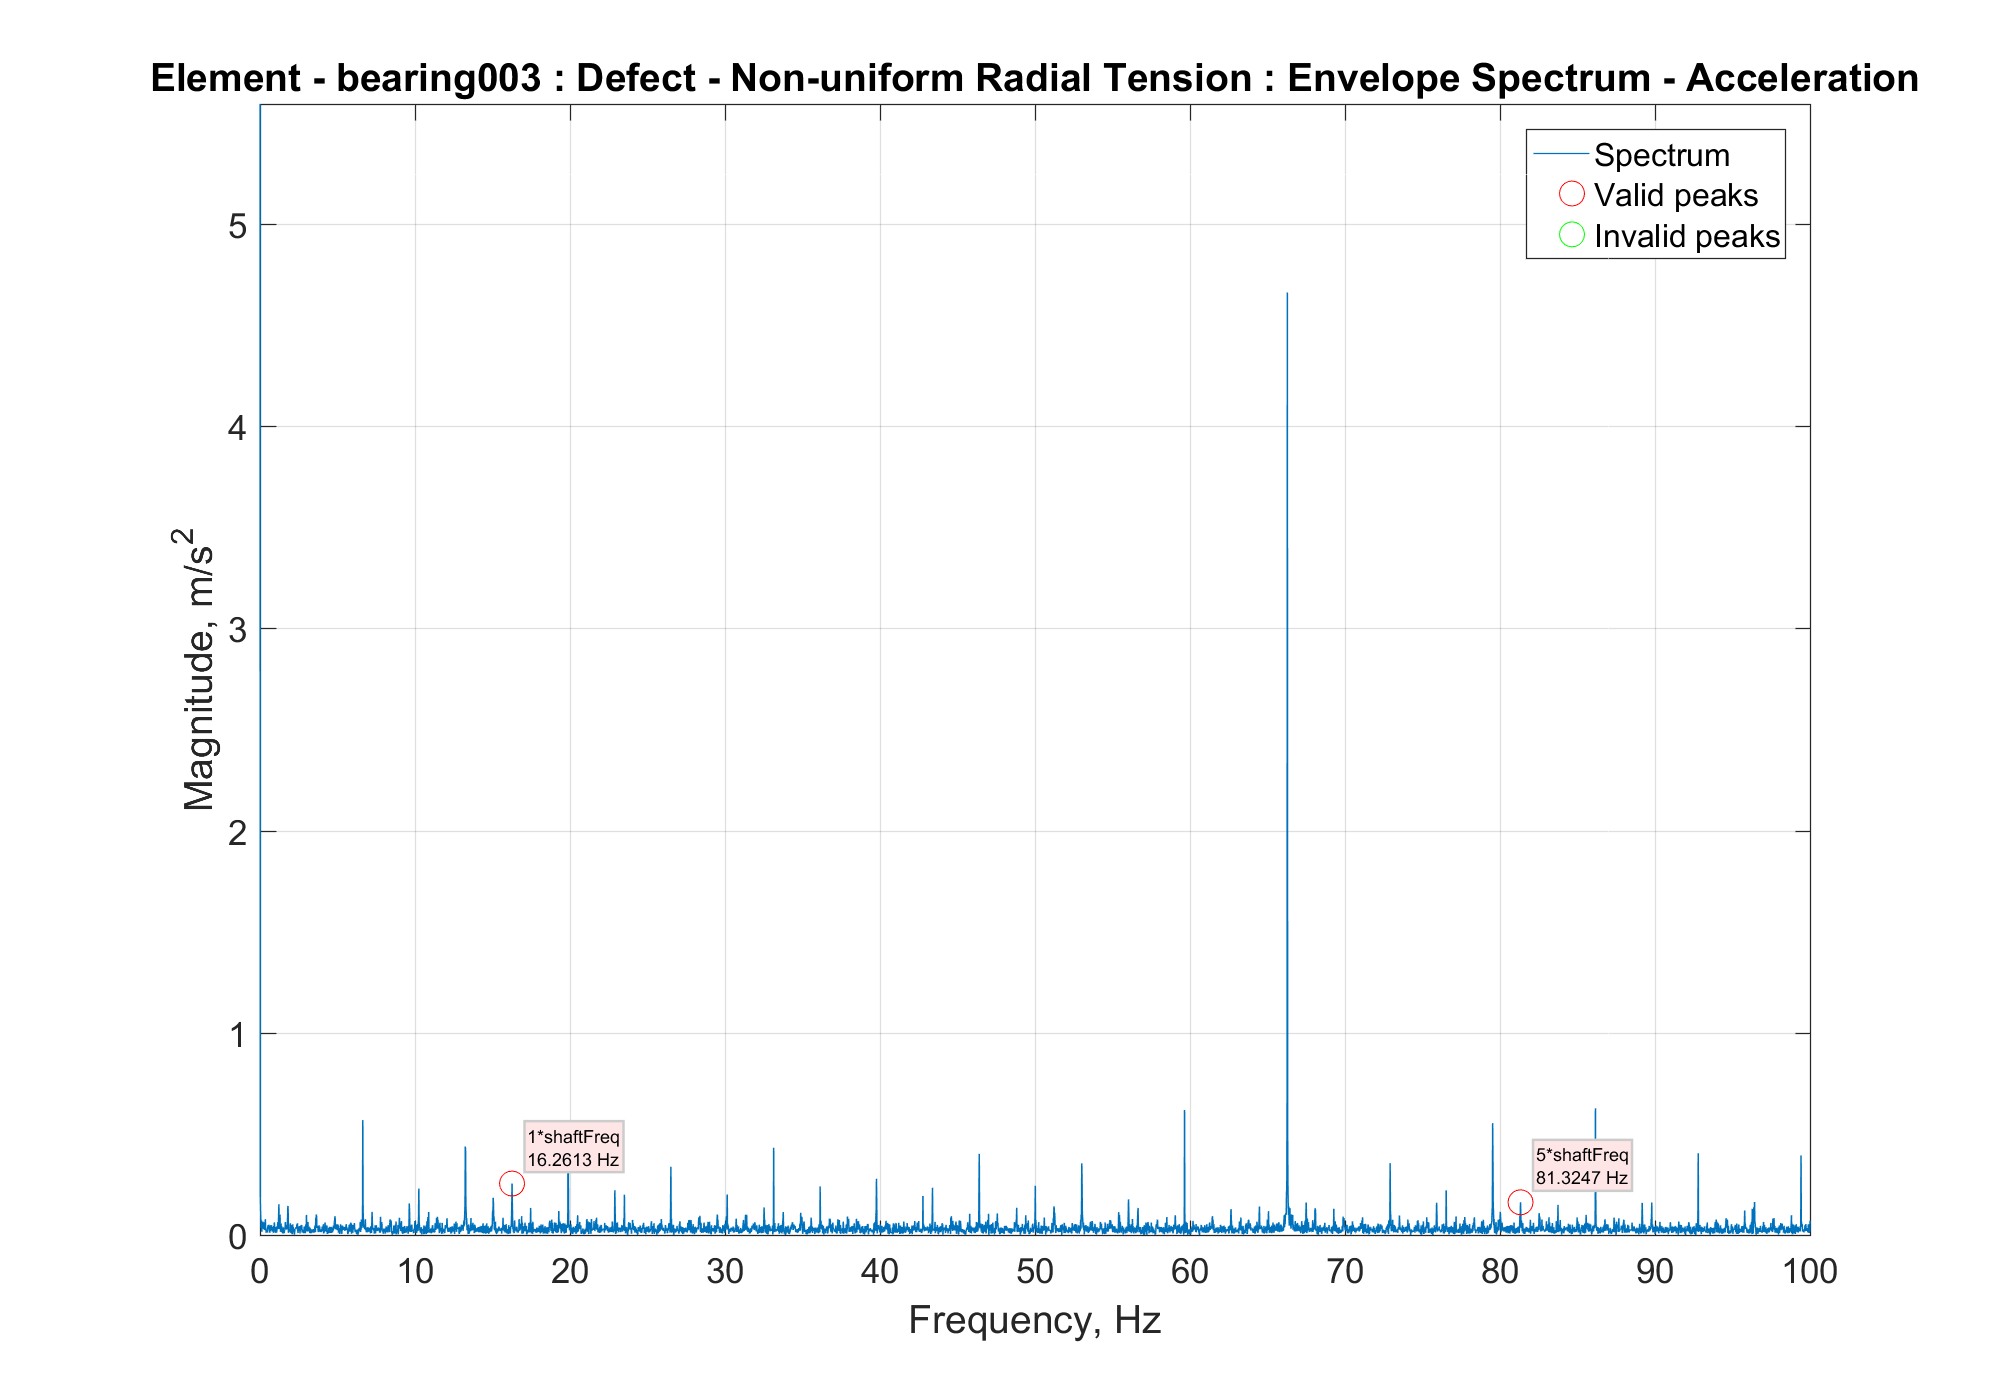 Element - bearing003 : Defect - Non-uniform Radial Tension : Envelope Spectrum - Acceleration
Spectrum
Valid peaks
Invalid peaks
Magnitude, m/s²
5
4
3
2
1
0
1*shaftFreq
16.2613 Hz
5*shaftFreq
81.3247 Hz
0 10 20 30 40 50 60 70 80 90 100
Frequency, Hz